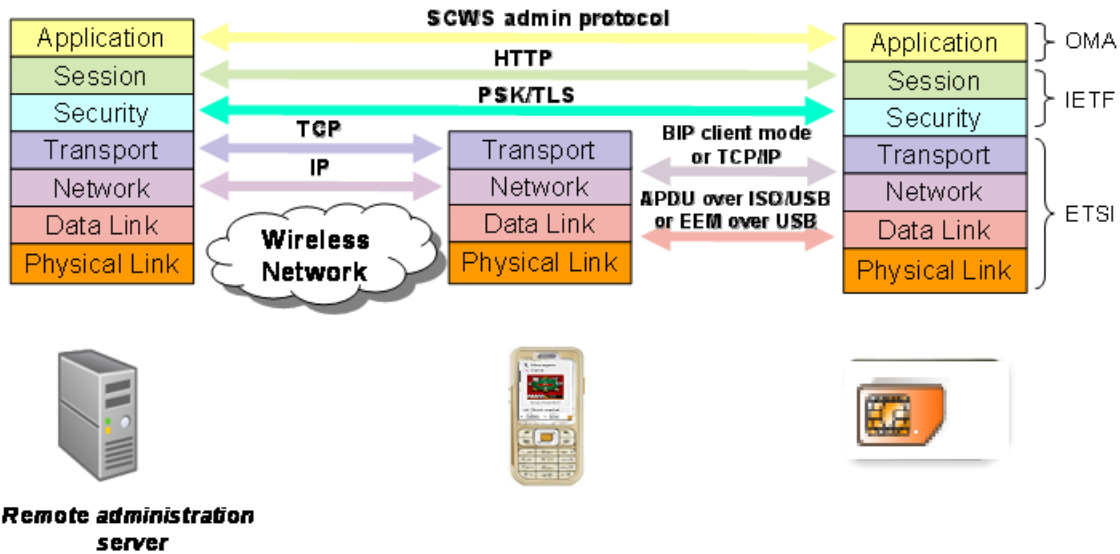 SCWS admin protocol
HTTP
PSK/TLS
Application
Session
Security
Transport
Network
Data Link
Physical Link
TCP
IP
Wireless
Network
Transport
Network
Data Link
Physical Link
BIP client mode
or TCP/IP
APDU over ISO/USB
or EEM over USB
Application
Session
Security
Transport
Network
Data Link
Physical Link
OMA
IETF
ETSI
Remote administration
server